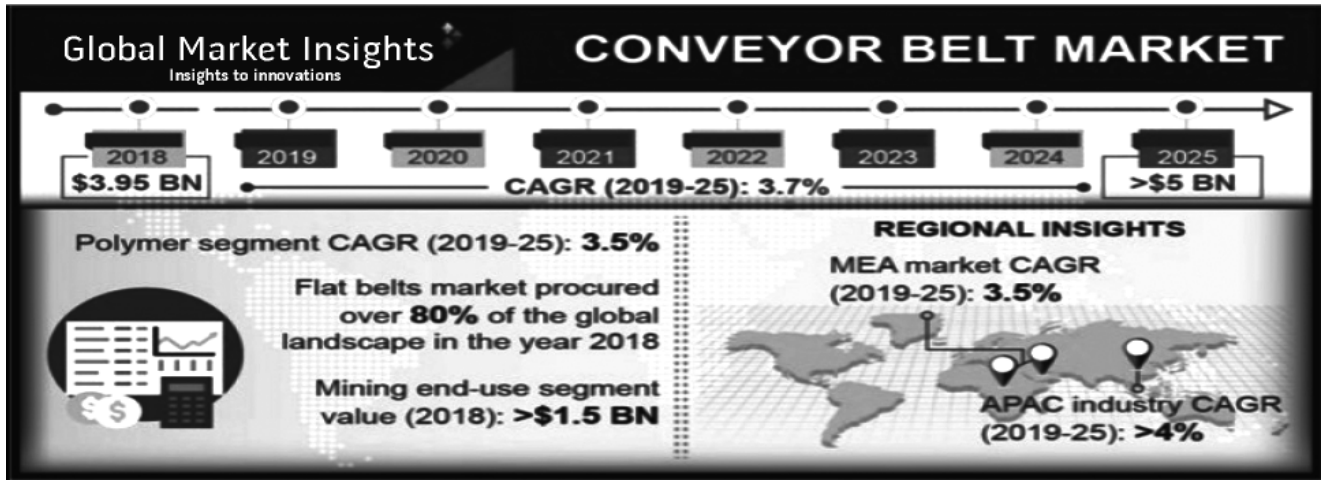 Global Market Insights
Insights to innovations
CONVEYOR BELT MARKET
2018
2019
2020
2021
2022
2023
2024
2025
$3.95 BN
CAGR (2019-25): 3.7%
>$5 BN
Polymer segment CAGR (2019-25): 3.5%
Flat belts market procured
over 80% of the global
landscape in the year 2018
Mining end-use segment
value (2018): >$1.5 BN
REGIONAL INSIGHTS
MEA market CAGR
(2019-25): 3.5%
APAC industry CAGR
(2019-25): >4%
$
$